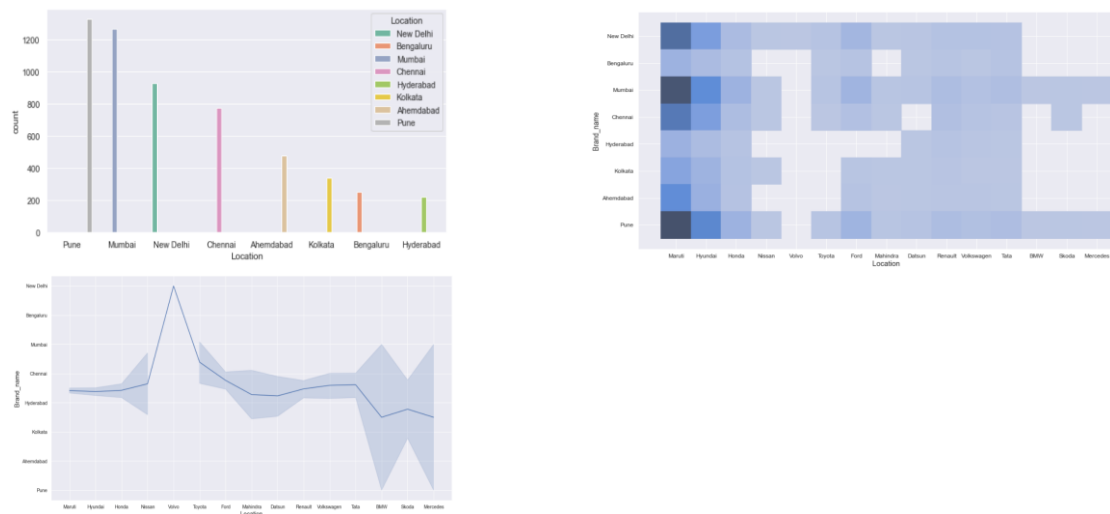 Location
New Delhi
Bengaluru
Mumbai
Chennai
Hyderabad
Kolkata
Ahemdabad
Pune
1200
1000
800
600
400
200
0
count
Pune Mumbai New Delhi Chennai Ahemdabad Kolkata Bengaluru Hyderabad
Location
New Delhi
Bengaluru
Mumbai
Chennai
Hyderabad
Kolkata
Ahemdabad
Pune
Brand_name
Maruti Hyundai Honda Nissan Volvo Toyota Ford Mahindra Datsun Renault Volkswagen Tata BMW Skoda Mercedes
Location
New Delhi
Bengaluru
Mumbai
Chennai
Hyderabad
Kolkata
Ahemdabad
Pune
Brand_name
Maruti Hyundai Honda Nissan Volvo Toyota Ford Mahindra Datsun Renault Volkswagen Tata BMW Skoda Mercedes
Location